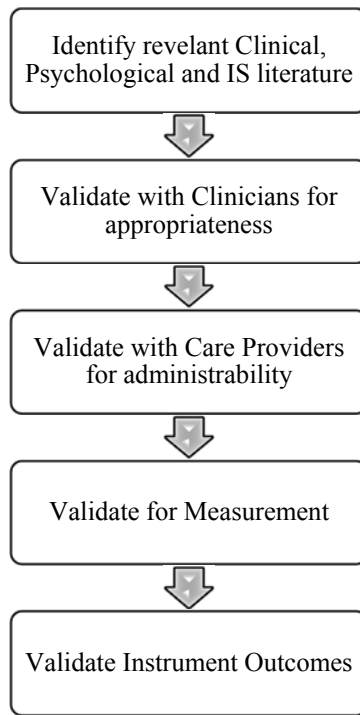 Identify revelant Clinical,
Psychological and IS literature
Validate with Clinicians for
appropriateness
Validate with Care Providers
for administrability
Validate for Measurement
Validate Instrument Outcomes